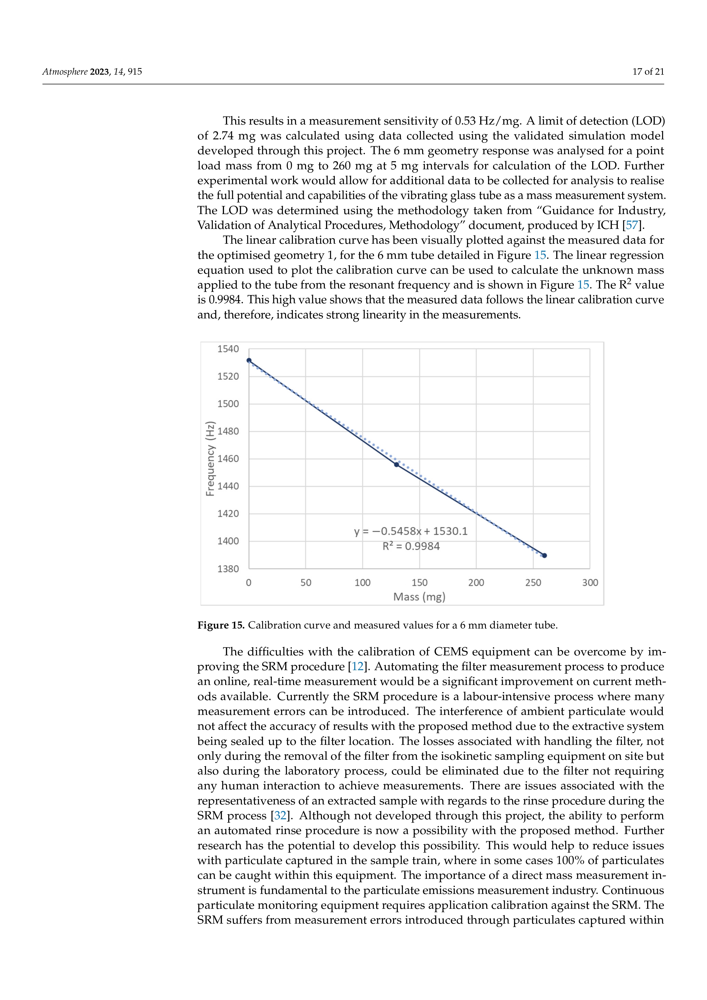 Atmosphere 2023, 14, 915
17 of 21
This results in a measurement sensitivity of 0.53 Hz/mg. A limit of detection (LOD)
of 2.74 mg was calculated using data collected using the validated simulation model
developed through this project. The 6 mm geometry response was analysed for a point
load mass from 0 mg to 260 mg at 5 mg intervals for calculation of the LOD. Further
experimental work would allow for additional data to be collected for analysis to realise
the full potential and capabilities of the vibrating glass tube as a mass measurement system.
The LOD was determined using the methodology taken from “Guidance for Industry,
Validation of Analytical Procedures, Methodology” document, produced by ICH [57].
The linear calibration curve has been visually plotted against the measured data for
the optimised geometry 1, for the 6 mm tube detailed in Figure 15. The linear regression
equation used to plot the calibration curve can be used to calculate the unknown mass
applied to the tube from the resonant frequency and is shown in Figure 15. The R² value
is 0.9984. This high value shows that the measured data follows the linear calibration curve
and, therefore, indicates strong linearity in the measurements.
1540
1520
1500
1480
1460
1440
1420
1400
1380
Frequency (Hz)
y = −0.5458x + 1530.1
R² = 0.9984
0 50 100 150 200 250 300
Mass (mg)
Figure 15. Calibration curve and measured values for a 6 mm diameter tube.
The difficulties with the calibration of CEMS equipment can be overcome by im-
proving the SRM procedure [12]. Automating the filter measurement process to produce
an online, real-time measurement would be a significant improvement on current meth-
ods available. Currently the SRM procedure is a labour-intensive process where many
measurement errors can be introduced. The interference of ambient particulate would
not affect the accuracy of results with the proposed method due to the extractive system
being sealed up to the filter location. The losses associated with handling the filter, not
only during the removal of the filter from the isokinetic sampling equipment on site but
also during the laboratory process, could be eliminated due to the filter not requiring
any human interaction to achieve measurements. There are issues associated with the
representativeness of an extracted sample with regards to the rinse procedure during the
SRM process [32]. Although not developed through this project, the ability to perform
an automated rinse procedure is now a possibility with the proposed method. Further
research has the potential to develop this possibility. This would help to reduce issues
with particulate captured in the sample train, where in some cases 100% of particulates
can be caught within this equipment. The importance of a direct mass measurement in-
strument is fundamental to the particulate emissions measurement industry. Continuous
particulate monitoring equipment requires application calibration against the SRM. The
SRM suffers from measurement errors introduced through particulates captured within